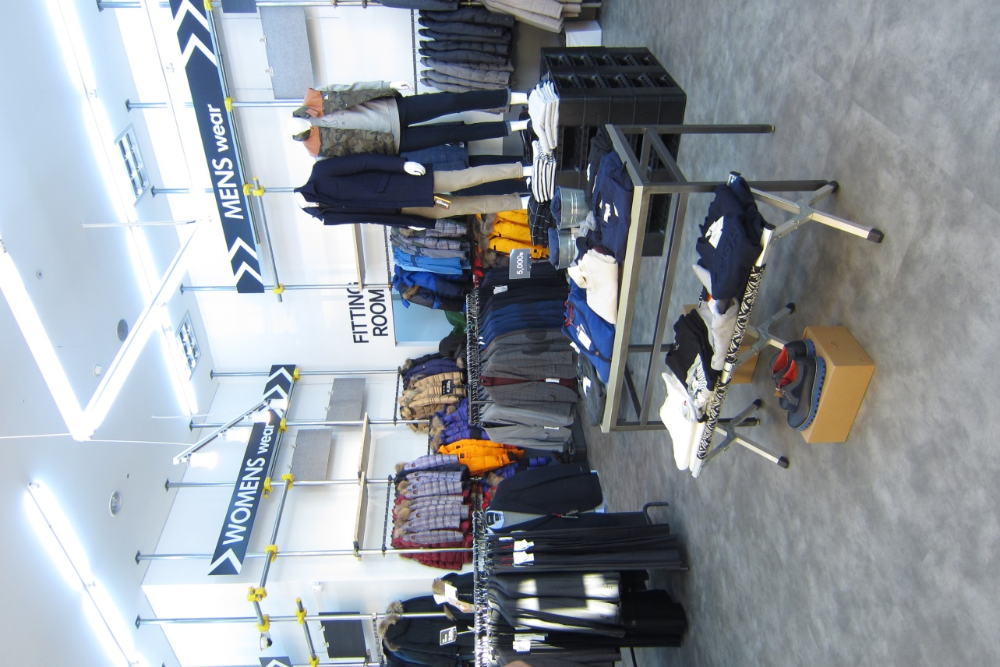 WOMENS wear
MENS wear
FITTING
ROOM
5,000